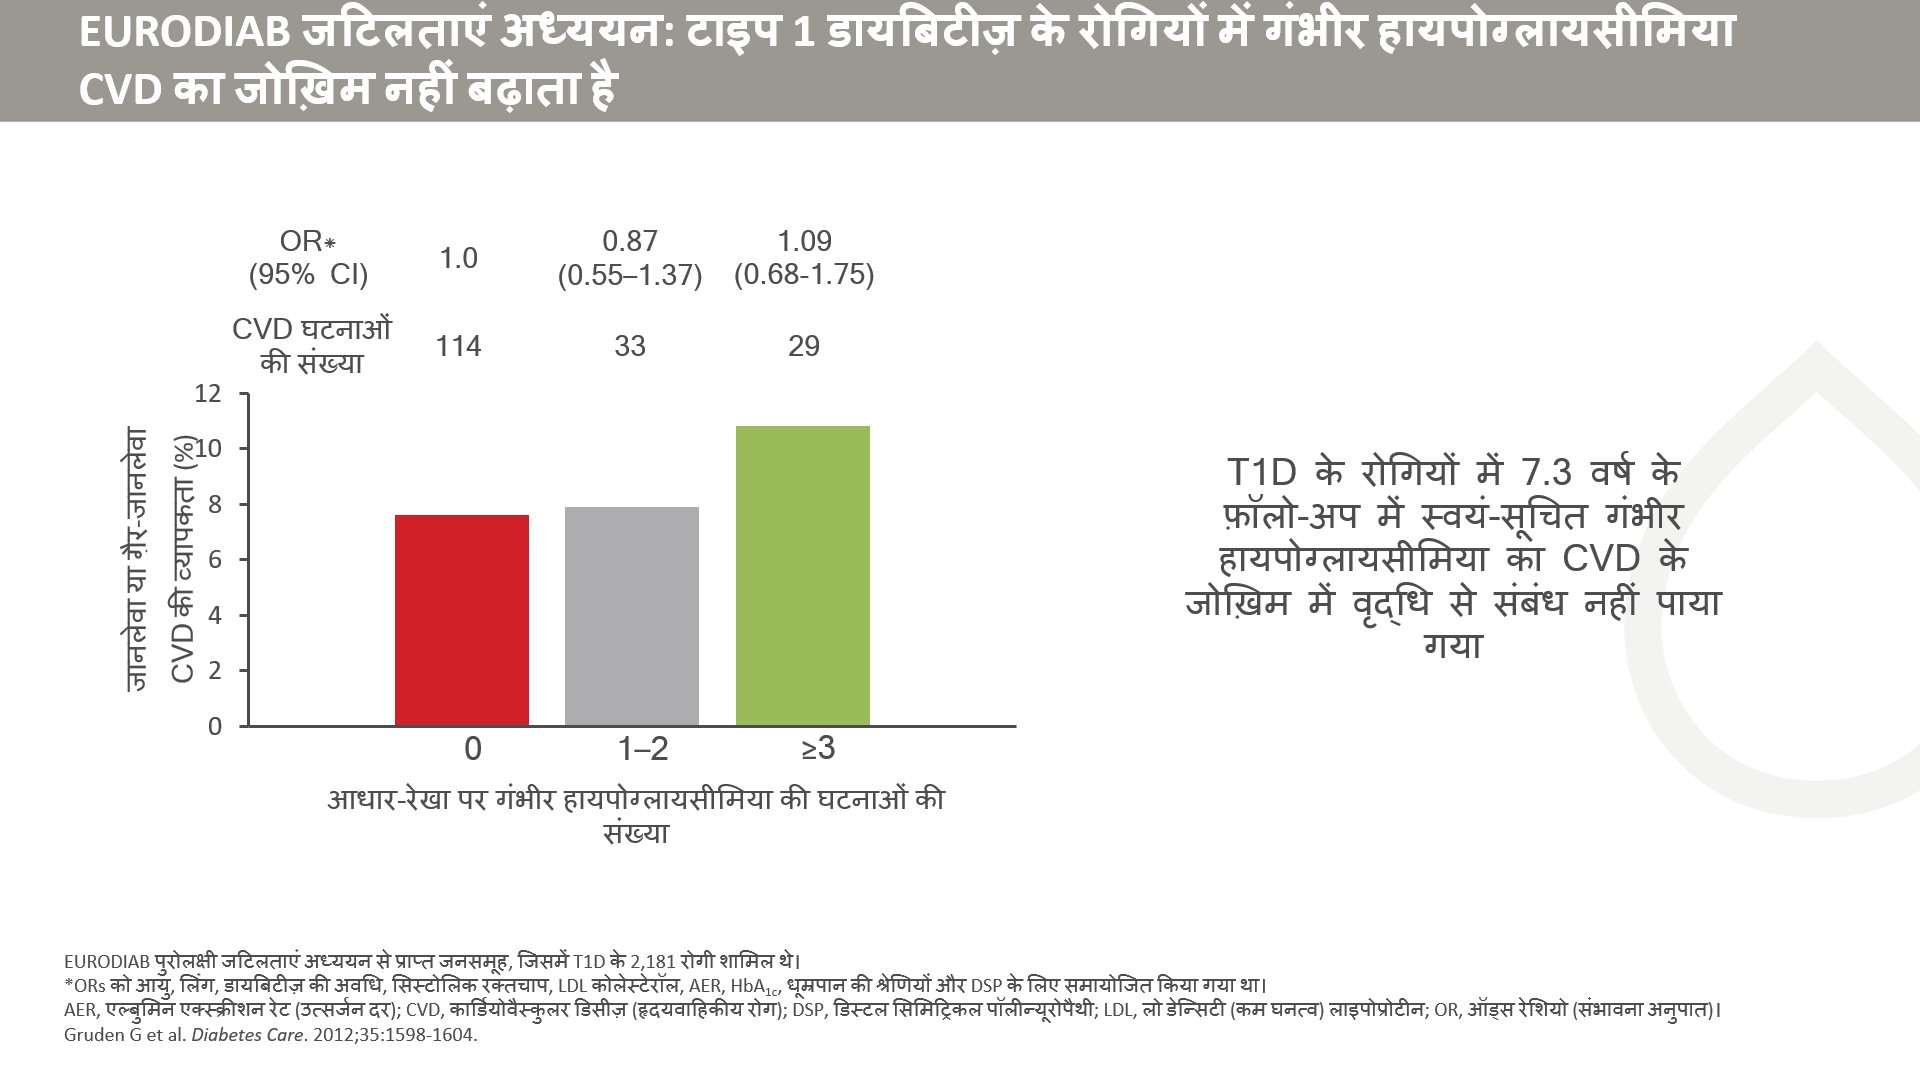 EURODIAB जटिलताएं अध्ययन: टाइप 1 डायबिटीज़ के रोगियों में गंभीर हायपोग्लायसीमिया
CVD का जोख़िम नहीं बढ़ाता है
OR* 1.0 0.87 1.09
(95% CI) (0.55–1.37) (0.68-1.75)
CVD घटनाओं
की संख्या 114 33 29
जानलेवा या ग़ैर-जानलेवा
CVD की व्यापकता (%)
12
10
8
6
4
2
0
0 1–2 ≥3
आधार-रेखा पर गंभीर हायपोग्लायसीमिया की घटनाओं की
संख्या
T1D के रोगियों में 7.3 वर्ष के
फ़ॉलो-अप में स्वयं-सूचित गंभीर
हायपोग्लायसीमिया का CVD के
जोख़िम में वृद्धि से संबंध नहीं पाया
गया
EURODIAB पुरोलक्षी जटिलताएं अध्ययन से प्राप्त जनसमूह, जिसमें T1D के 2,181 रोगी शामिल थे।
*ORs को आयु, लिंग, डायबिटीज़ की अवधि, सिस्टोलिक रक्तचाप, LDL कोलेस्टेरॉल, AER, HbA1c, धूम्रपान की श्रेणियों और DSP के लिए समायोजित किया गया था।
AER, एल्बुमिन एक्स्क्रीशन रेट (उत्सर्जन दर); CVD, कार्डियोवैस्कुलर डिसीज़ (हृदयवाहिकीय रोग); DSP, डिस्टल सिमिट्रिकल पॉलीन्यूरोपैथी; LDL, लो डेन्सिटी (कम घनत्व) लाइपोप्रोटीन; OR, ऑड्स रेशियो (संभावना अनुपात)।
Gruden G et al. Diabetes Care. 2012;35:1598-1604.